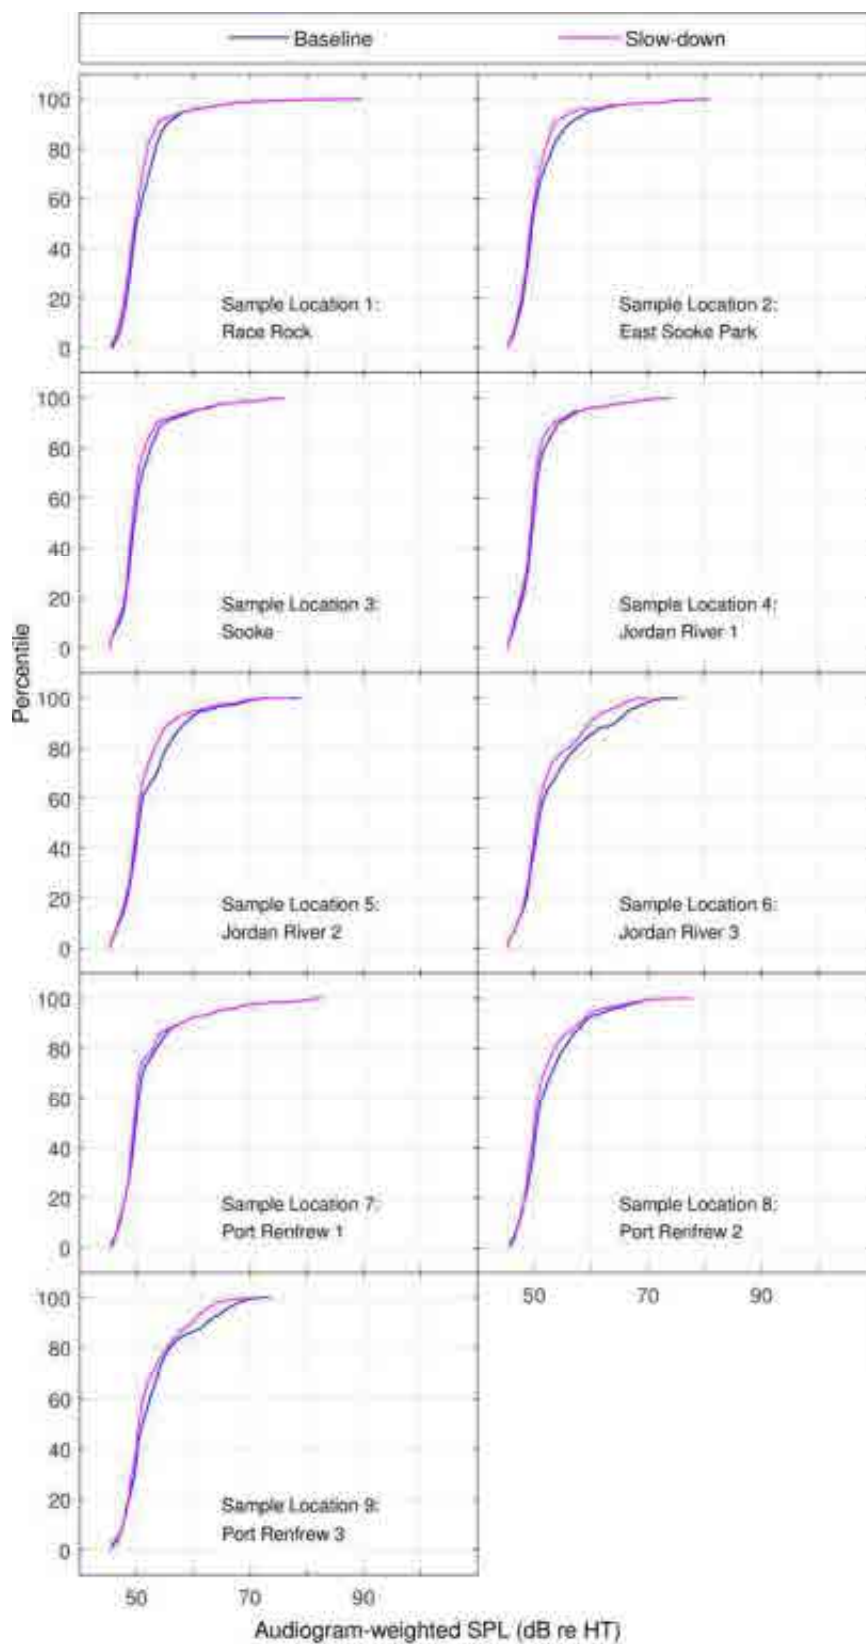 Baseline Slow-down
100
80
60
40
20
0
Sample Location 1:
Race Rock
Sample Location 2:
East Sooke Park
100
80
60
40
20
0
Sample Location 3:
Sooke
Sample Location 4:
Jordan River 1
Percentile
100
80
60
40
20
0
Sample Location 5:
Jordan River 2
Sample Location 6:
Jordan River 3
100
80
60
40
20
0
Sample Location 7:
Port Renfrew 1
Sample Location 8:
Port Renfrew 2
50 70 90
100
80
60
40
20
0
Sample Location 9:
Port Renfrew 3
50 70 90
Audiogram-weighted SPL (dB re HT)